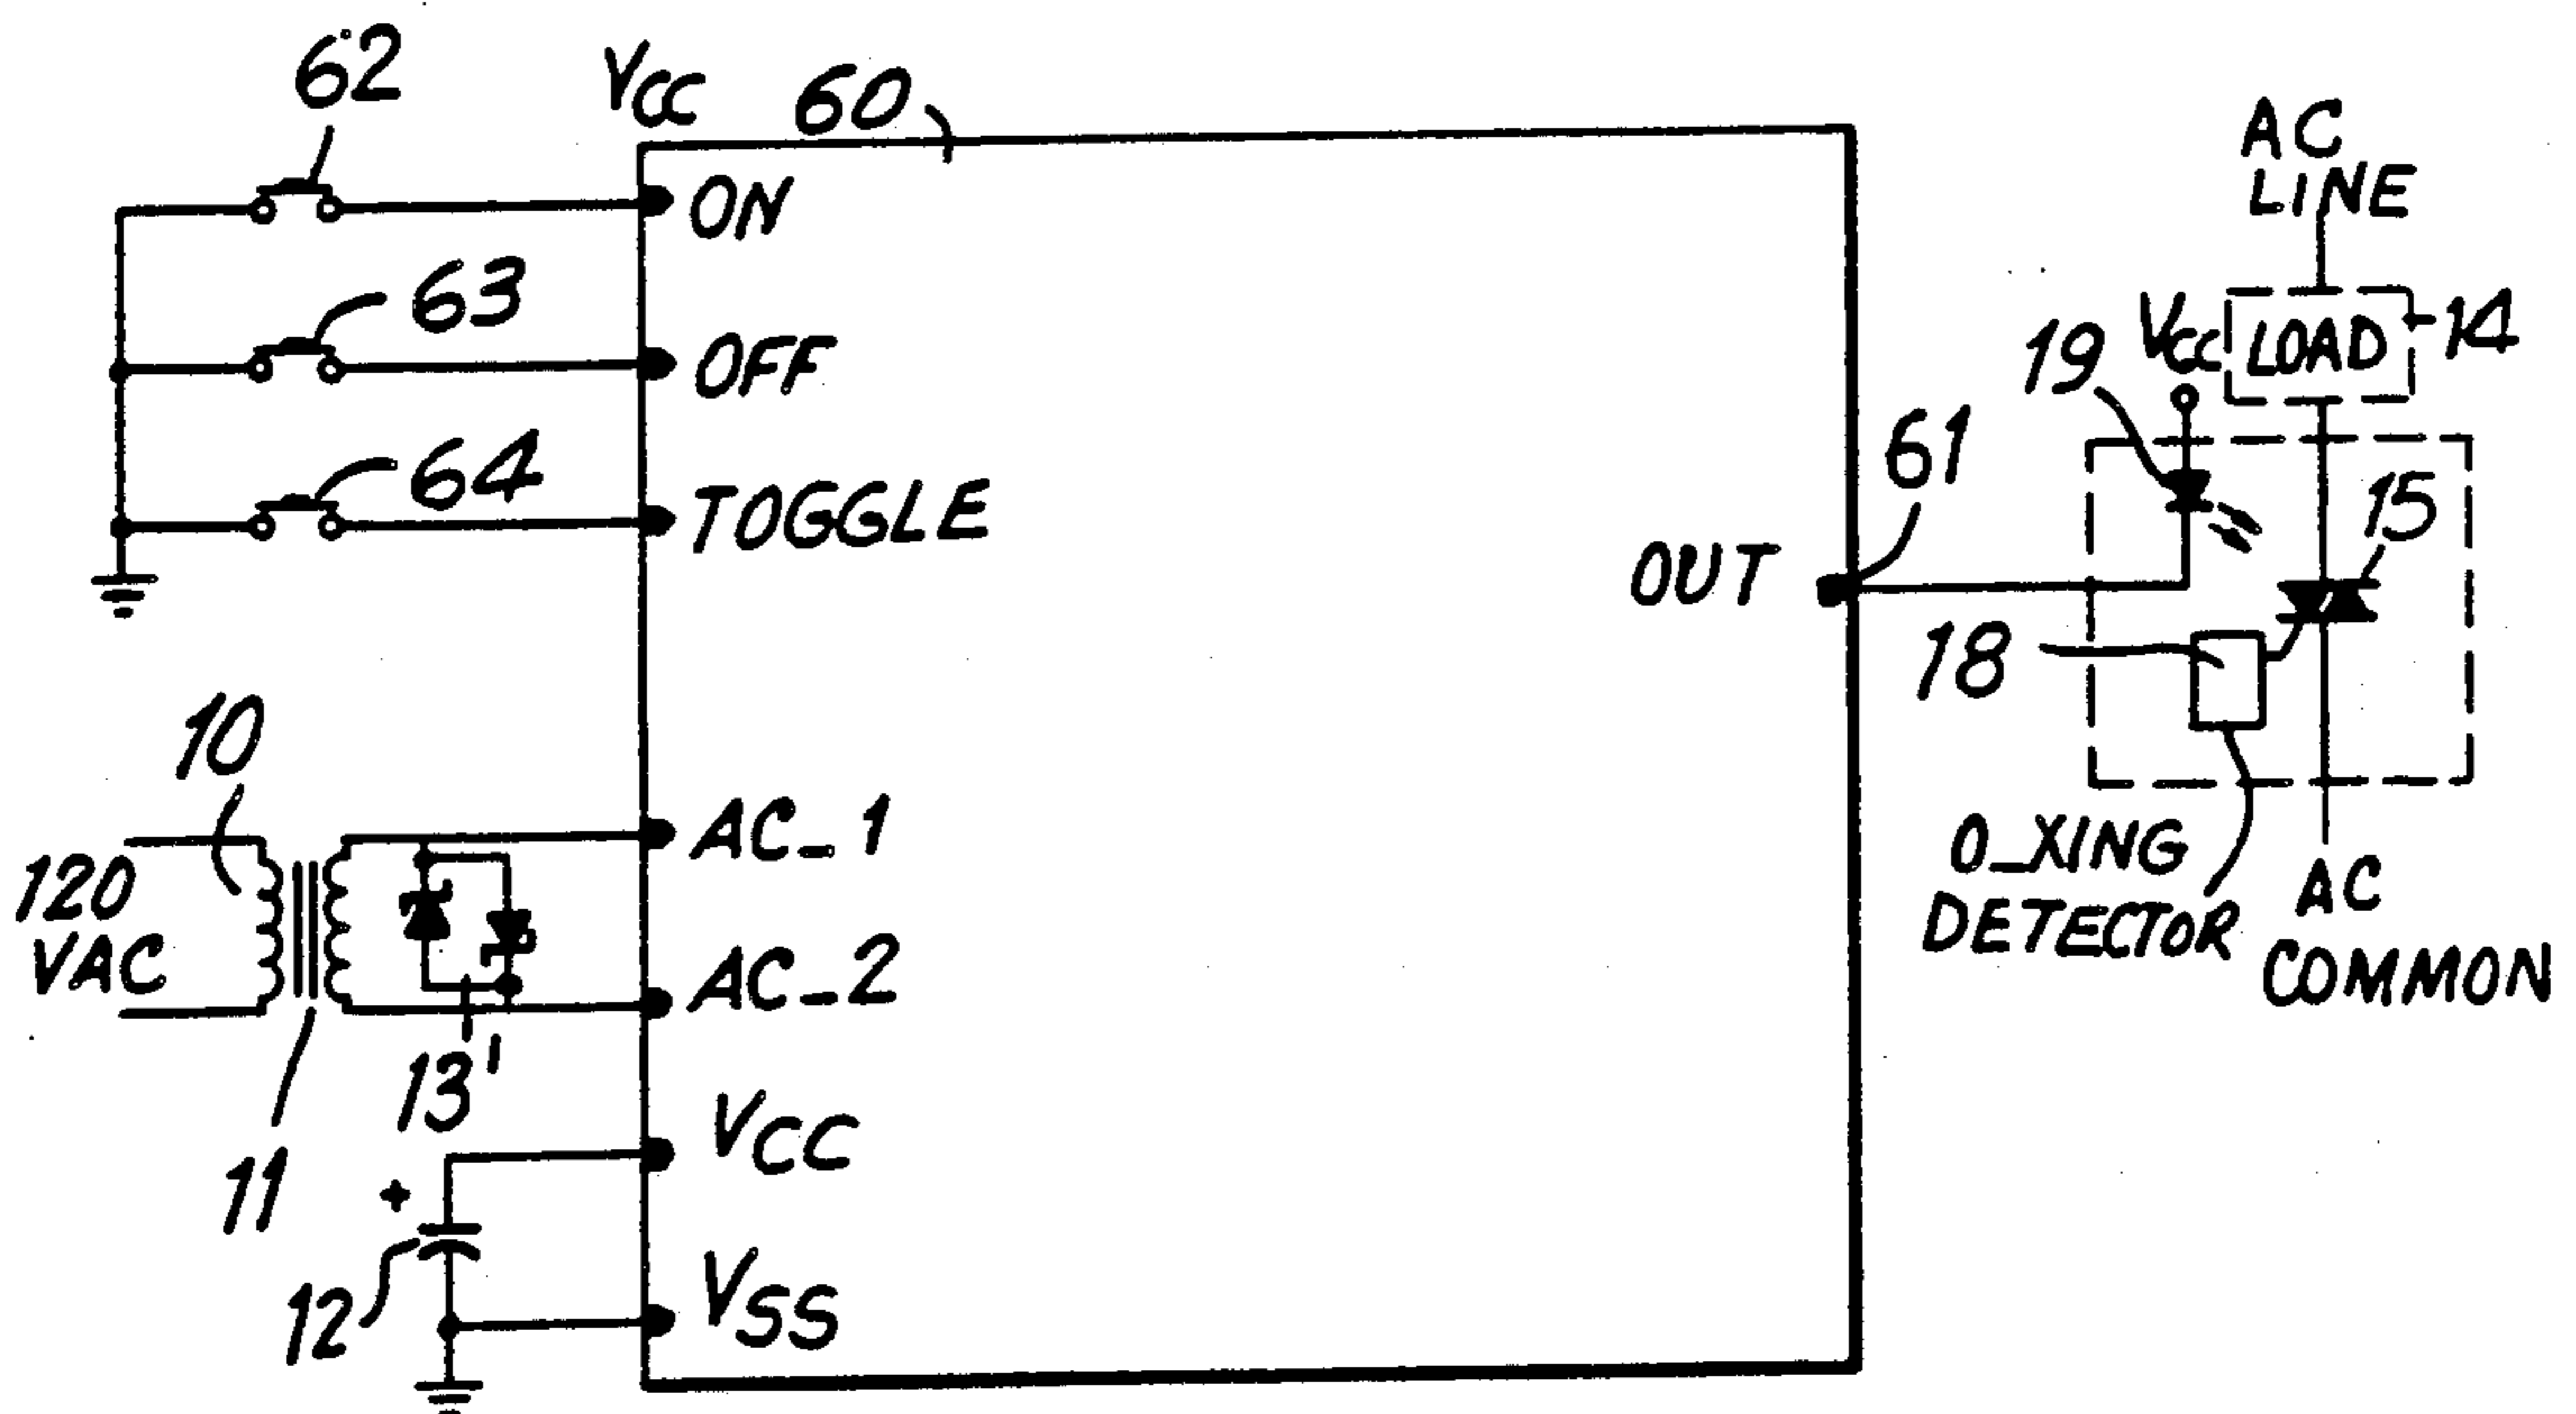 62
VCC
60
ON
63
OFF
64
TOGGLE
10
120
VAC
11
13'
AC_1
AC_2
+
12
VCC
VSS
OUT
61
AC
LINE
19
VCC
LOAD
14
15
18
0_XING
DETECTOR
AC
COMMON